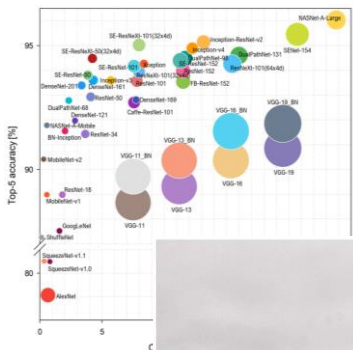 NASNet-A-Large
95
SE-ResNeXt-101(32x4d)
SENet-154
Inception-ResNet-v2
SE-ResNeXt-50(32x4d)
Inception-v4
DualPathNet-131
SE-ResNet-101
SE-ResNet-152
ResNeXt-101(64x4d)
SE-ResNet-50
ResNet-152
DenseNet-201
Inception-v3
ResNet-101
DenseNet-161
FB-ResNet-152
ResNet-50
DualPathNet-68
DenseNet-169
Caffe-ResNet-101
DenseNet-121
VGG-16_BN
VGG-19_BN
NASNet-A-Mobile
BN-Inception
ResNet-34
VGG-13_BN
VGG-11_BN
MobileNet-v2
90
VGG-16
VGG-19
ResNet-18
MobileNet-v1
VGG-13
VGG-11
GoogLeNet
ShuffleNet
SqueezeNet-v1.1
SqueezeNet-v1.0
80
AlexNet
0
5
Top-5 accuracy [%]